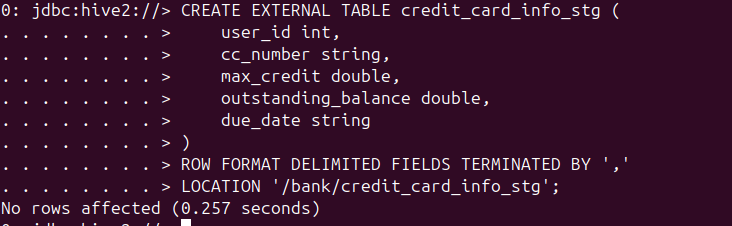 0: jdbc:hive2://> CREATE EXTERNAL TABLE credit_card_info_stg (
. . . . . . . . >     user_id int,
. . . . . . . . >     cc_number string,
. . . . . . . . >     max_credit double,
. . . . . . . . >     outstanding_balance double,
. . . . . . . . >     due_date string
. . . . . . . . > )
. . . . . . . . > ROW FORMAT DELIMITED FIELDS TERMINATED BY ','
. . . . . . . . > LOCATION '/bank/credit_card_info_stg';
No rows affected (0.257 seconds)